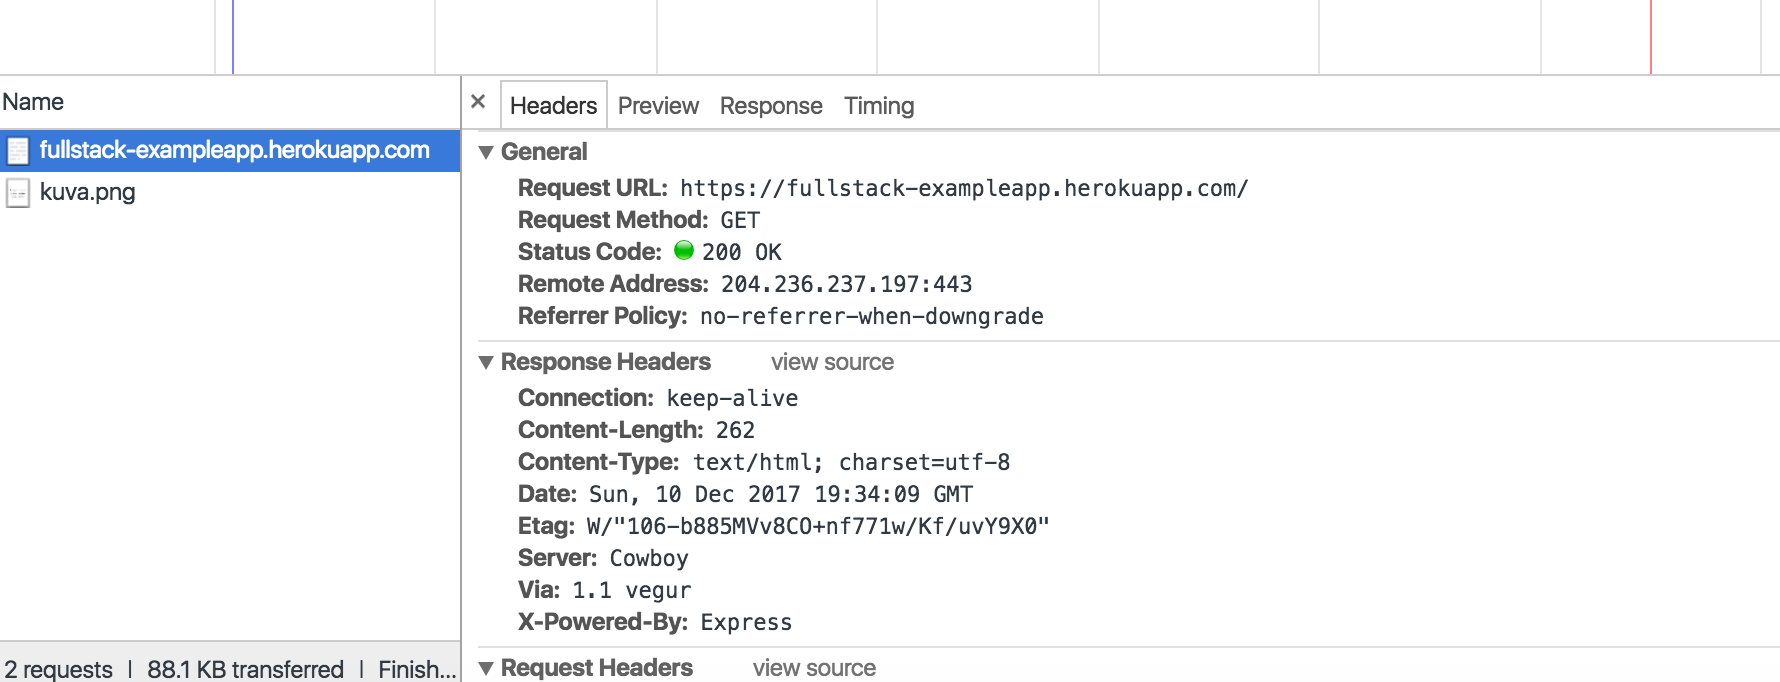 Name
fullstack-exampleapp.herokuapp.com
kuva.png
2 requests | 88.1 KB transferred | Finish...
× Headers Preview Response Timing
▼ General
Request URL: https://fullstack-exampleapp.herokuapp.com/
Request Method: GET
Status Code: 200 OK
Remote Address: 204.236.237.197:443
Referrer Policy: no-referrer-when-downgrade
▼ Response Headers view source
Connection: keep-alive
Content-Length: 262
Content-Type: text/html; charset=utf-8
Date: Sun, 10 Dec 2017 19:34:09 GMT
Etag: W/"106-b885MVv8CO+nf771w/Kf/uvY9X0"
Server: Cowboy
Via: 1.1 vegur
X-Powered-By: Express
▼ Request Headers view source